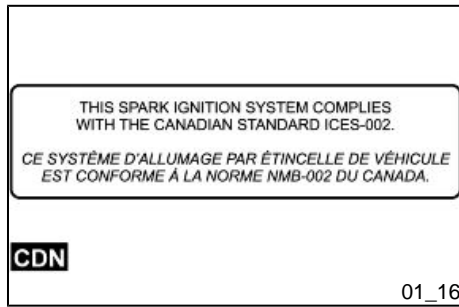 THIS SPARK IGNITION SYSTEM COMPLIES
WITH THE CANADIAN STANDARD ICES-002.
CE SYSTÈME D'ALLUMAGE PAR ÉTINCELLE DE VÉHICULE
EST CONFORME À LA NORME NMB-002 DU CANADA.
CDN
01_16